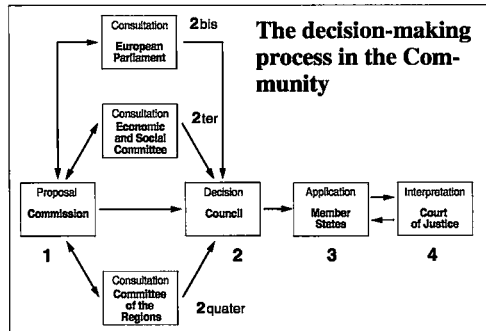 Consultation
European
Parliament
2bis
The decision-making
process in the Com-
munity
Consultation
Economic
and Social
Committee
2ter
Proposal
Commission
Decision
Council
Application
Member
States
Interpretation
Court
of Justice
1
2
3
4
Consultation
Committee
of the
Regions
2quater